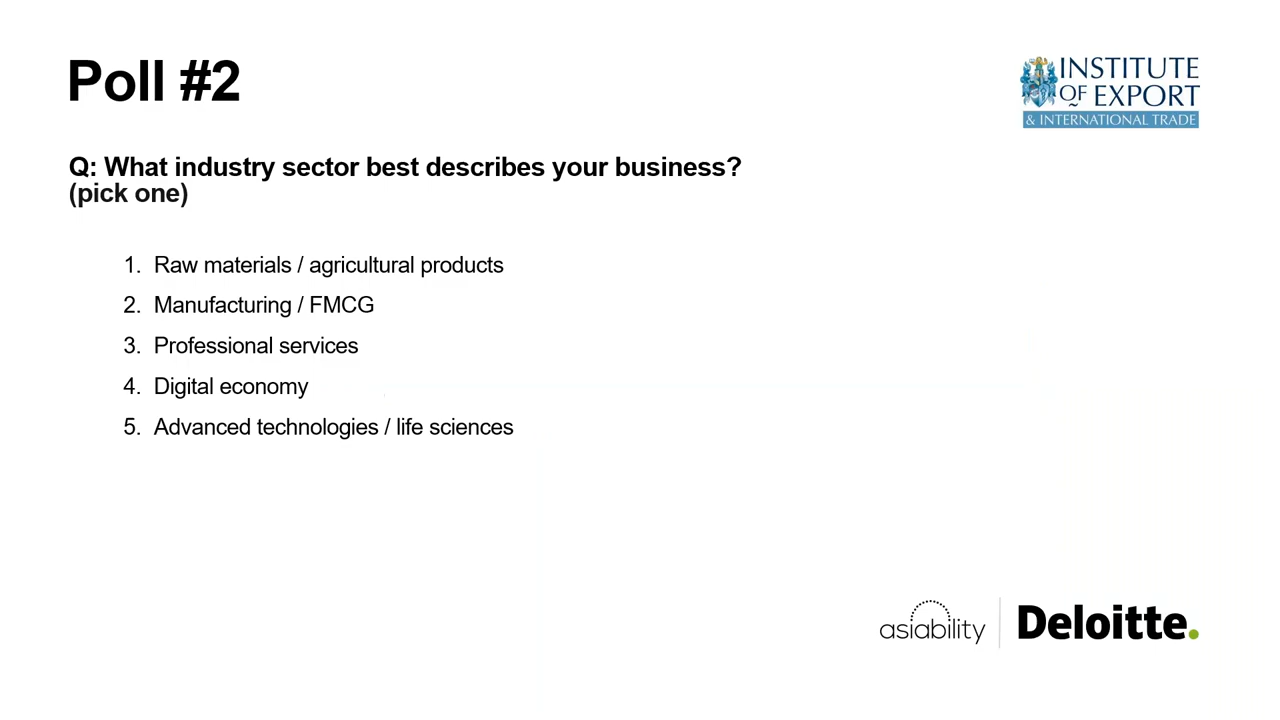 Poll #2
INSTITUTE
OF EXPORT
& INTERNATIONAL TRADE
Q: What industry sector best describes your business?
(pick one)
1. Raw materials / agricultural products
2. Manufacturing / FMCG
3. Professional services
4. Digital economy
5. Advanced technologies / life sciences
asiability
Deloitte.